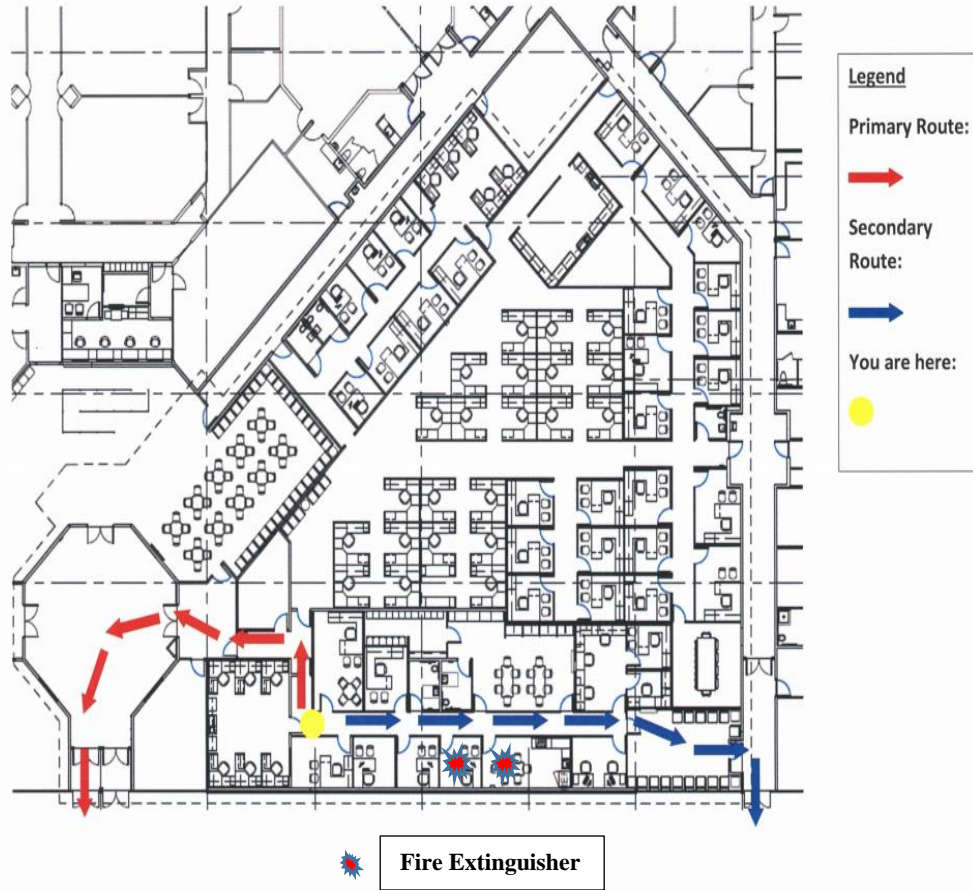 Legend
Primary Route:
Secondary
Route:
You are here:
Fire Extinguisher